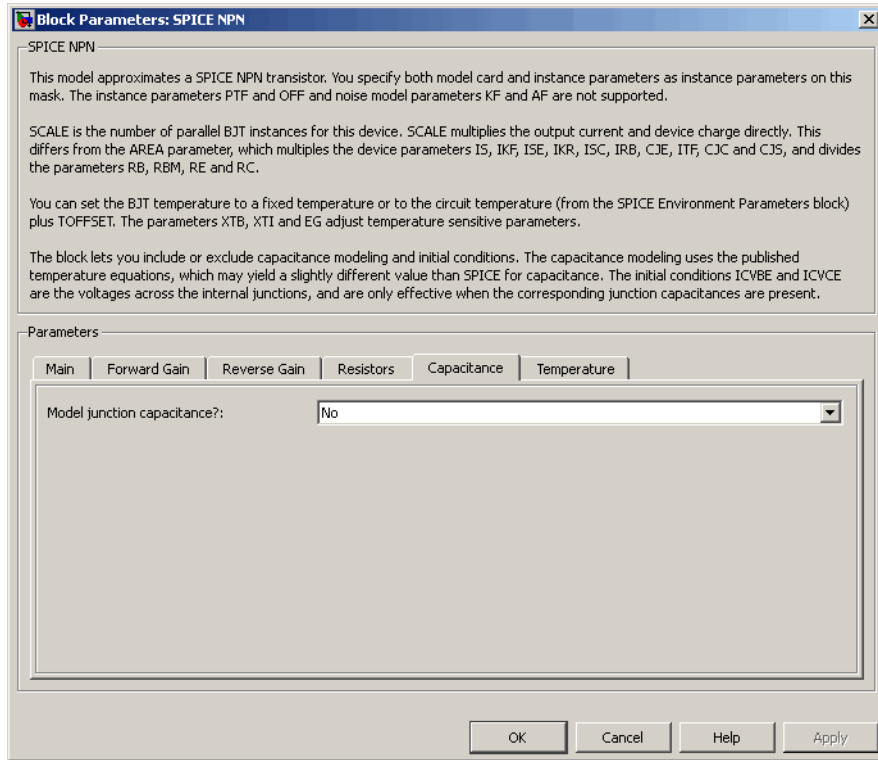 Block Parameters: SPICE NPN
SPICE NPN
This model approximates a SPICE NPN transistor. You specify both model card and instance parameters as instance parameters on this
mask. The instance parameters PTF and OFF and noise model parameters KF and AF are not supported.
SCALE is the number of parallel BJT instances for this device. SCALE multiplies the output current and device charge directly. This
differs from the AREA parameter, which multiples the device parameters IS, IKF, ISE, IKR, ISC, IRB, CJE, ITF, CJC and CJS, and divides
the parameters RB, RBM, RE and RC.
You can set the BJT temperature to a fixed temperature or to the circuit temperature (from the SPICE Environment Parameters block)
plus TOFFSET. The parameters XTB, XTI and EG adjust temperature sensitive parameters.
The block lets you include or exclude capacitance modeling and initial conditions. The capacitance modeling uses the published
temperature equations, which may yield a slightly different value than SPICE for capacitance. The initial conditions ICVBE and ICVCE
are the voltages across the internal junctions, and are only effective when the corresponding junction capacitances are present.
Parameters
Main Forward Gain Reverse Gain Resistors Capacitance Temperature
Model junction capacitance?: No
OK Cancel Help Apply